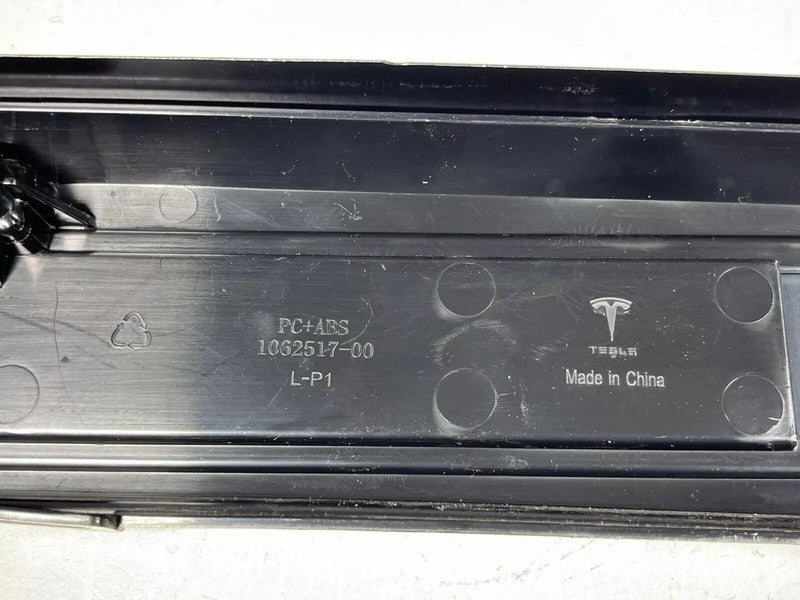 PC+ABS
1062517-00
L-P1
TESLA
Made in China